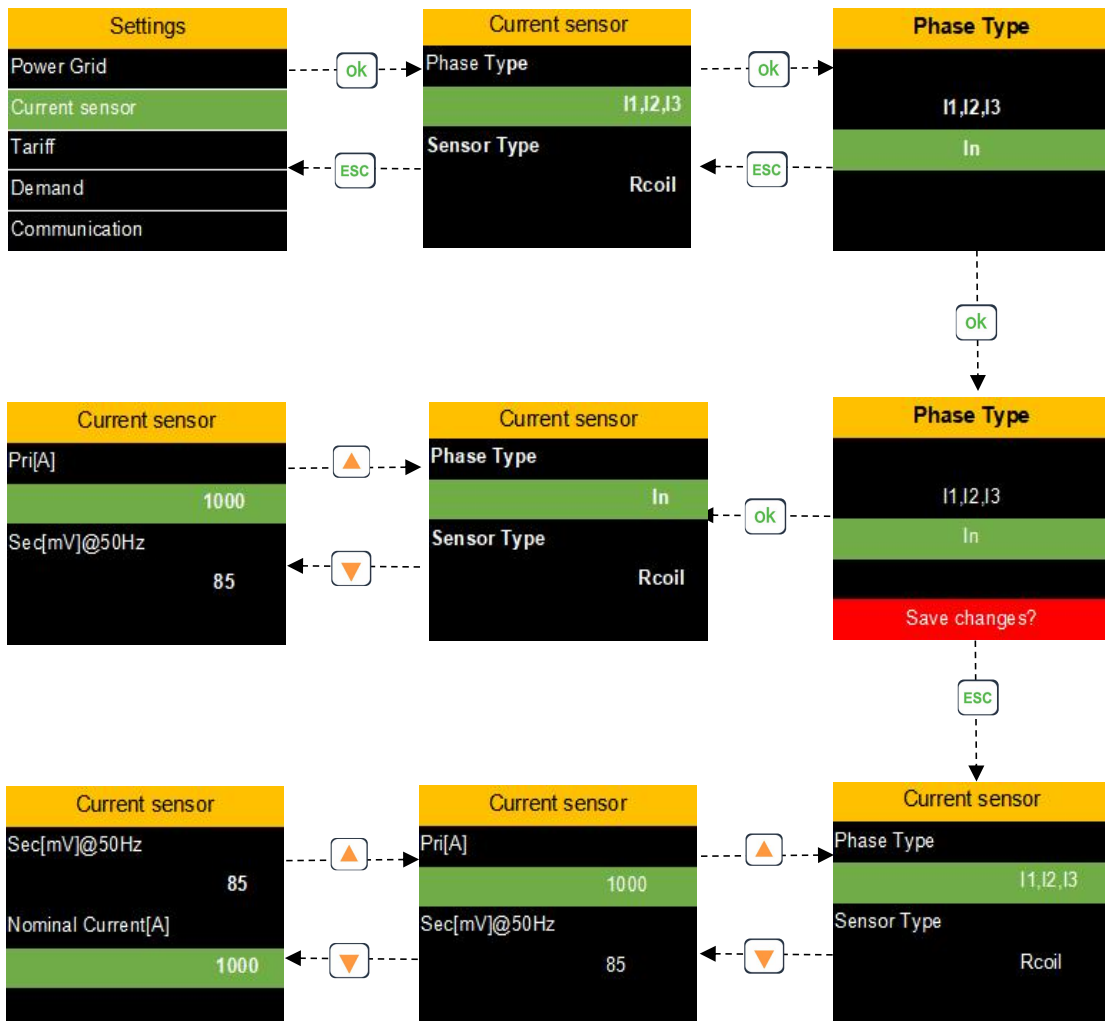 Settings
Power Grid
Current sensor
Tariff
Demand
Communication
ok
ESC
Current sensor
Phase Type
I1,I2,I3
Sensor Type
Rcoil
ok
ESC
Phase Type
I1,I2,I3
In
ok
Current sensor
Pri[A]
1000
Sec[mV]@50Hz
85
Current sensor
Phase Type
In
Sensor Type
Rcoil
ok
Phase Type
I1,I2,I3
In
Save changes?
ESC
Current sensor
Sec[mV]@50Hz
85
Nominal Current[A]
1000
Current sensor
Pri[A]
1000
Sec[mV]@50Hz
85
Current sensor
Phase Type
I1,I2,I3
Sensor Type
Rcoil